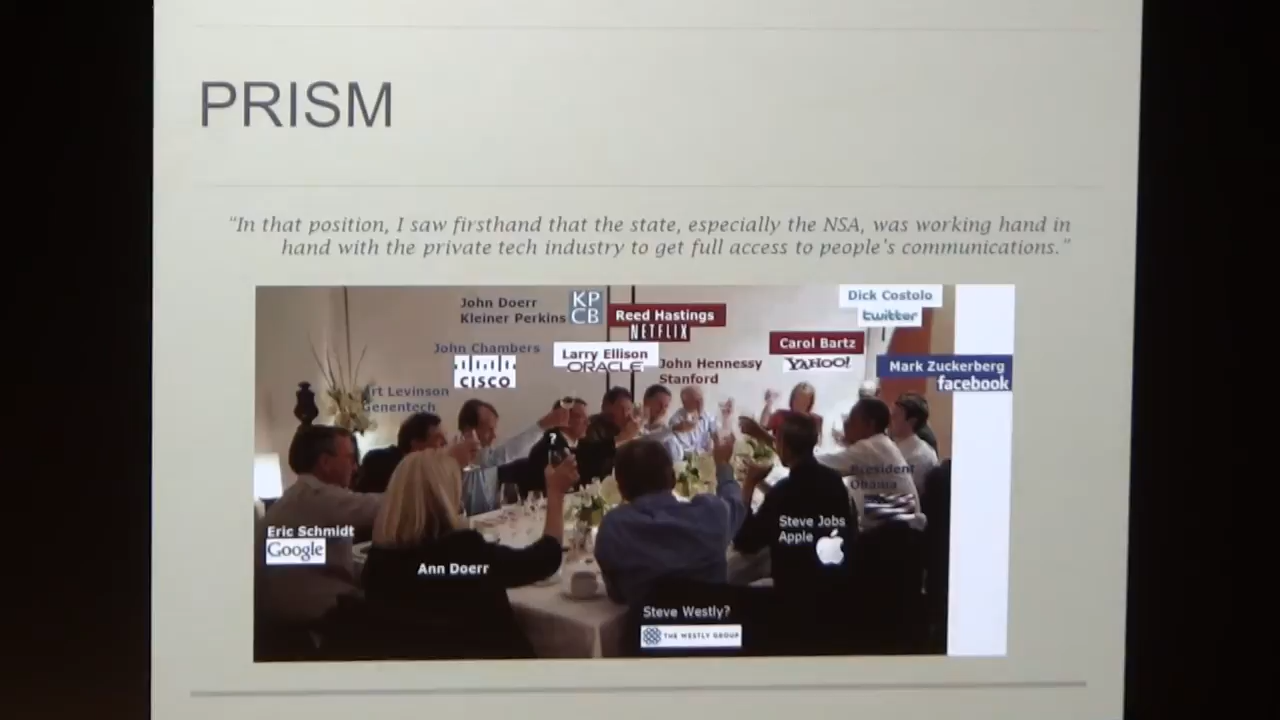 PRISM
“In that position, I saw firsthand that the state, especially the NSA, was working hand in
hand with the private tech industry to get full access to people’s communications.”
Dick Costolo
twitter
John Doerr
Kleiner Perkins
KP
CB
Reed Hastings
NETFLIX
Carol Bartz
YAHOO!
John Chambers
CISCO
Larry Ellison
ORACLE
John Hennessy
Stanford
Mark Zuckerberg
facebook
rt Levinson
Genentech
?
President
Obama
Eric Schmidt
Google
Steve Jobs
Apple
Ann Doerr
Steve Westly?
THE WESTLY GROUP